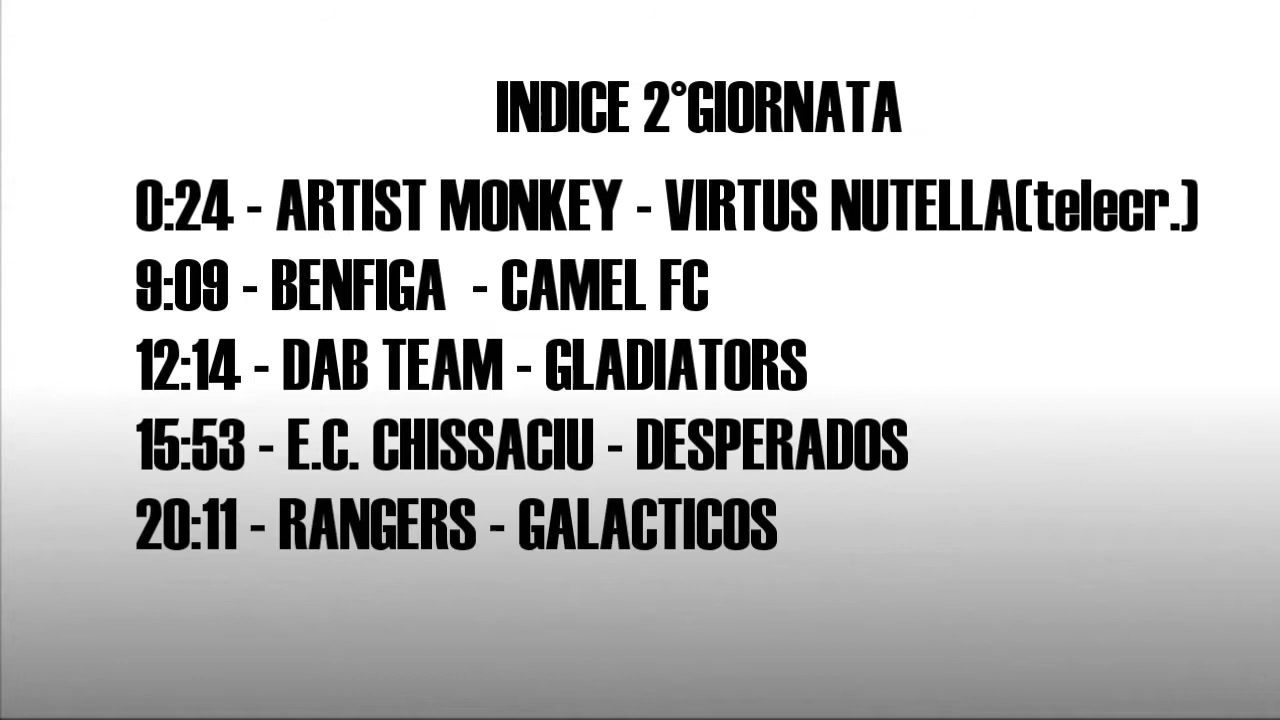 INDICE 2°GIORNATA
0:24 - ARTIST MONKEY - VIRTUS NUTELLA(telecr.)
9:09 - BENFIGA - CAMEL FC
12:14 - DAB TEAM - GLADIATORS
15:53 - E.C. CHISSACIU - DESPERADOS
20:11 - RANGERS - GALACTICOS